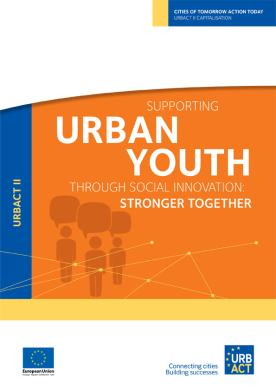 CITIES OF TOMORROW ACTION TODAY
URBACT II CAPITALISATION
SUPPORTING
URBAN
YOUTH
THROUGH SOCIAL INNOVATION:
STRONGER TOGETHER
URBACT II
European Union
Connecting cities
Building successes
URB
ACT